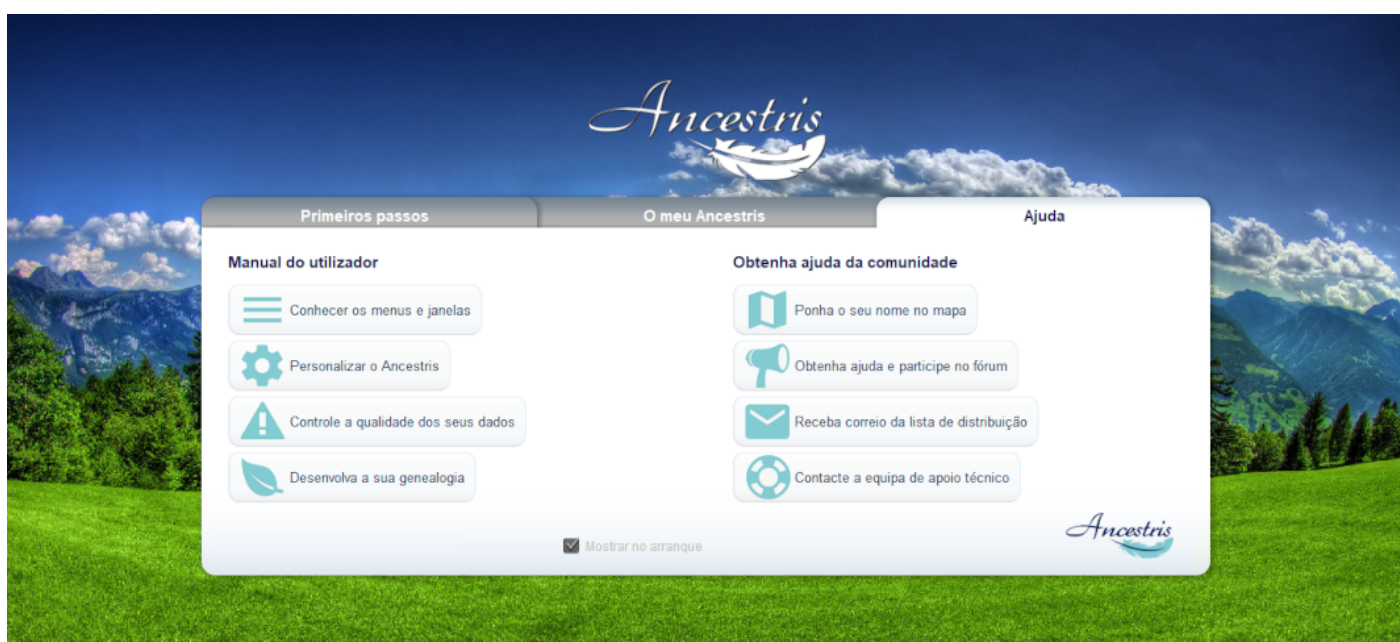 Ancestris
Primeiros passos
O meu Ancestris
Ajuda
Manual do utilizador
Conhecer os menus e janelas
Personalizar o Ancestris
Controle a qualidade dos seus dados
Desenvolva a sua genealogia
Obtenha ajuda da comunidade
Ponha o seu nome no mapa
Obtenha ajuda e participe no fórum
Receba correio da lista de distribuição
Contacte a equipa de apoio técnico
Mostrar no arranque
Ancestris